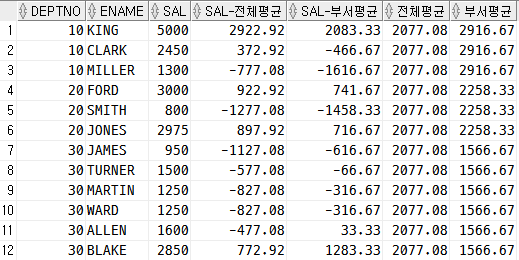 DEPTNO ENAME SAL SAL-전체평균 SAL-부서평균 전체평균 부서평균
1 10 KING 5000 2922.92 2083.33 2077.08 2916.67
2 10 CLARK 2450 372.92 -466.67 2077.08 2916.67
3 10 MILLER 1300 -777.08 -1616.67 2077.08 2916.67
4 20 FORD 3000 922.92 741.67 2077.08 2258.33
5 20 SMITH 800 -1277.08 -1458.33 2077.08 2258.33
6 20 JONES 2975 897.92 716.67 2077.08 2258.33
7 30 JAMES 950 -1127.08 -616.67 2077.08 1566.67
8 30 TURNER 1500 -577.08 -66.67 2077.08 1566.67
9 30 MARTIN 1250 -827.08 -316.67 2077.08 1566.67
10 30 WARD 1250 -827.08 -316.67 2077.08 1566.67
11 30 ALLEN 1600 -477.08 33.33 2077.08 1566.67
12 30 BLAKE 2850 772.92 1283.33 2077.08 1566.67